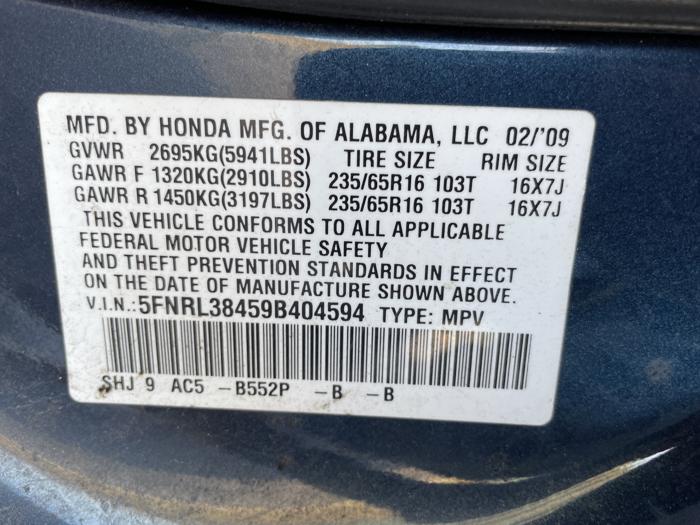 MFD. BY HONDA MFG. OF ALABAMA, LLC 02/'09
GVWR 2695KG(5941LBS) TIRE SIZE RIM SIZE
GAWR F 1320KG(2910LBS) 235/65R16 103T 16X7J
GAWR R 1450KG(3197LBS) 235/65R16 103T 16X7J
THIS VEHICLE CONFORMS TO ALL APPLICABLE
FEDERAL MOTOR VEHICLE SAFETY
AND THEFT PREVENTION STANDARDS IN EFFECT
ON THE DATE OF MANUFACTURE SHOWN ABOVE.
V.I.N.:5FNRL38459B404594 TYPE: MPV
SHJ 9 AC5 -B552P -B -B